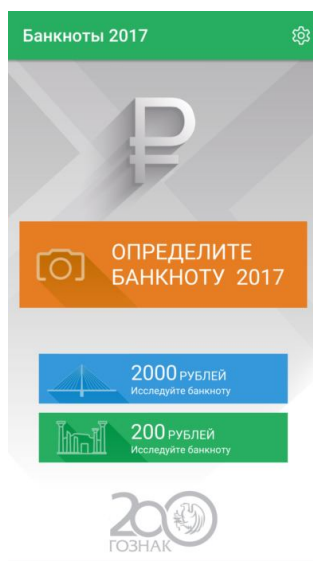 Банкноты 2017
ОПРЕДЕЛИТЕ
БАНКНОТУ 2017
2000 РУБЛЕЙ
Исследуйте банкноту
200 РУБЛЕЙ
Исследуйте банкноту
200
ГОЗНАК